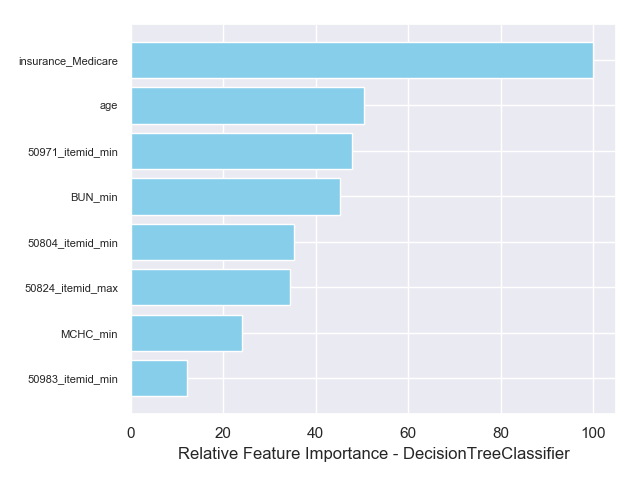 insurance_Medicare
age
50971_itemid_min
BUN_min
50804_itemid_min
50824_itemid_max
MCHC_min
50983_itemid_min
0 20 40 60 80 100
Relative Feature Importance - DecisionTreeClassifier